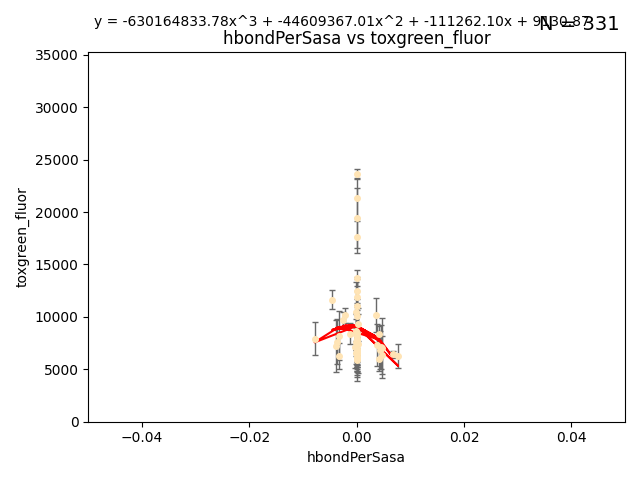 y = -630164833.78x^3 + -44609367.01x^2 + -111262.10x +
N = 331
hbondPerSasa vs toxgreen_fluor
35000
30000
25000
20000
15000
10000
5000
0
toxgreen_fluor
-0.04
-0.02
0.00
0.02
0.04
hbondPerSasa